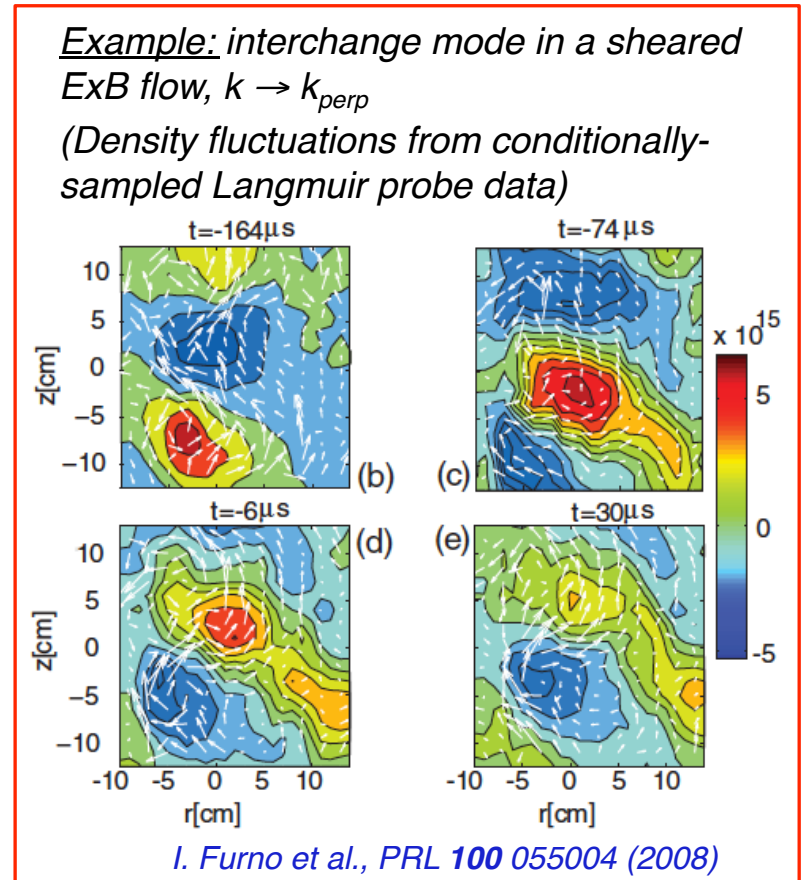 Example: interchange mode in a sheared
ExB flow, k → kperp
(Density fluctuations from conditionally-
sampled Langmuir probe data)
t=-164μs
t=-74μs
10
5
0
−5
−10
z[cm]
(b)
(c)
x 10
15
5
0
-5
t=-6μs
t=30μs
(d)
(e)
10
5
0
−5
−10
z[cm]
-10 -5 0 5 10
-10 -5 0 5 10
r[cm]
r[cm]
I. Furno et al., PRL 100 055004 (2008)